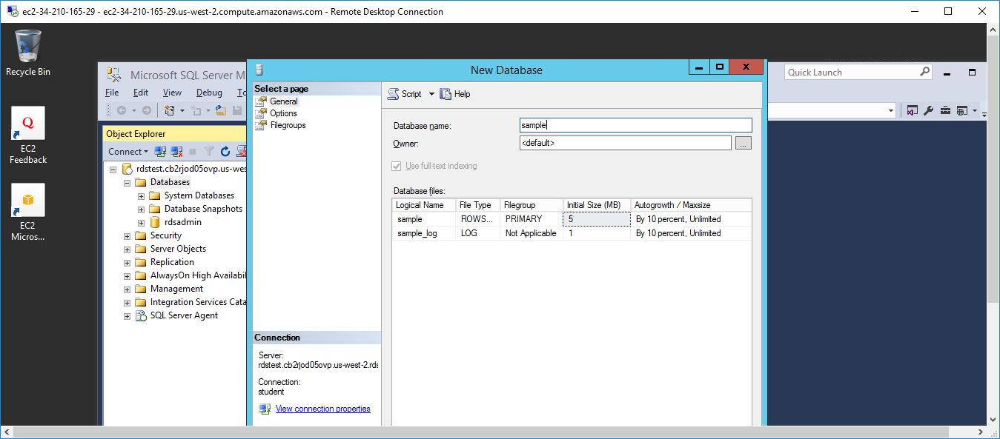 ec2-34-210-165-29 - ec2-34-210-165-29.us-west-2.compute.amazonaws.com - Remote Desktop Connection
Recycle Bin
EC2
Feedback
EC2
Micros...
Microsoft SQL Server M
Quick Launch
File Edit View Debug To
Object Explorer
Connect
rdstest.cb2rjod05ovp.us-wes
Databases
System Databases
Database Snapshots
rdsadmin
Security
Server Objects
Replication
AlwaysOn High Availabil
Management
Integration Services Cata
SQL Server Agent
New Database
Select a page
General
Options
Filegroups
Connection
Server:
rdstest.cb2rjod05ovp.us-west-2.rds
Connection:
student
View connection properties
Script Help
Database name: sample
Owner: <default> ...
Use full-text indexing
Database files:
Logical Name File Type Filegroup Initial Size (MB) Autogrowth / Maxsize
sample ROWS... PRIMARY 5 By 10 percent, Unlimited
sample_log LOG Not Applicable 1 By 10 percent, Unlimited